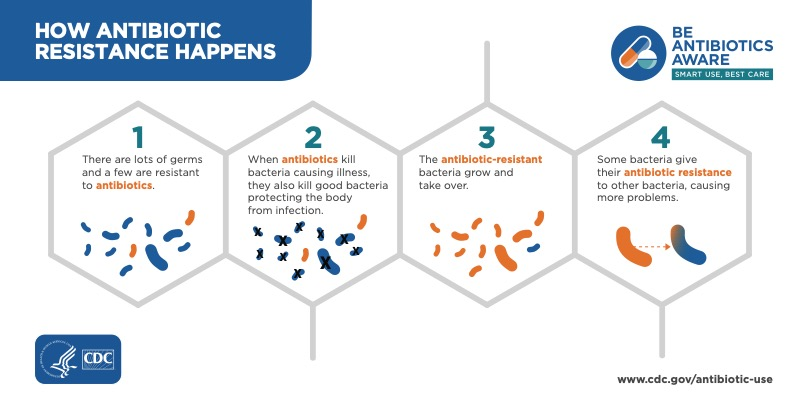 HOW ANTIBIOTIC
RESISTANCE HAPPENS
BE
ANTIBIOTICS
AWARE
SMART USE, BEST CARE
1
There are lots of germs
and a few are resistant
to antibiotics.
2
When antibiotics kill
bacteria causing illness,
they also kill good bacteria
protecting the body
from infection.
X X X X X X X X X X
3
The antibiotic-resistant
bacteria grow and
take over.
4
Some bacteria give
their antibiotic resistance
to other bacteria, causing
more problems.
CDC
www.cdc.gov/antibiotic-use